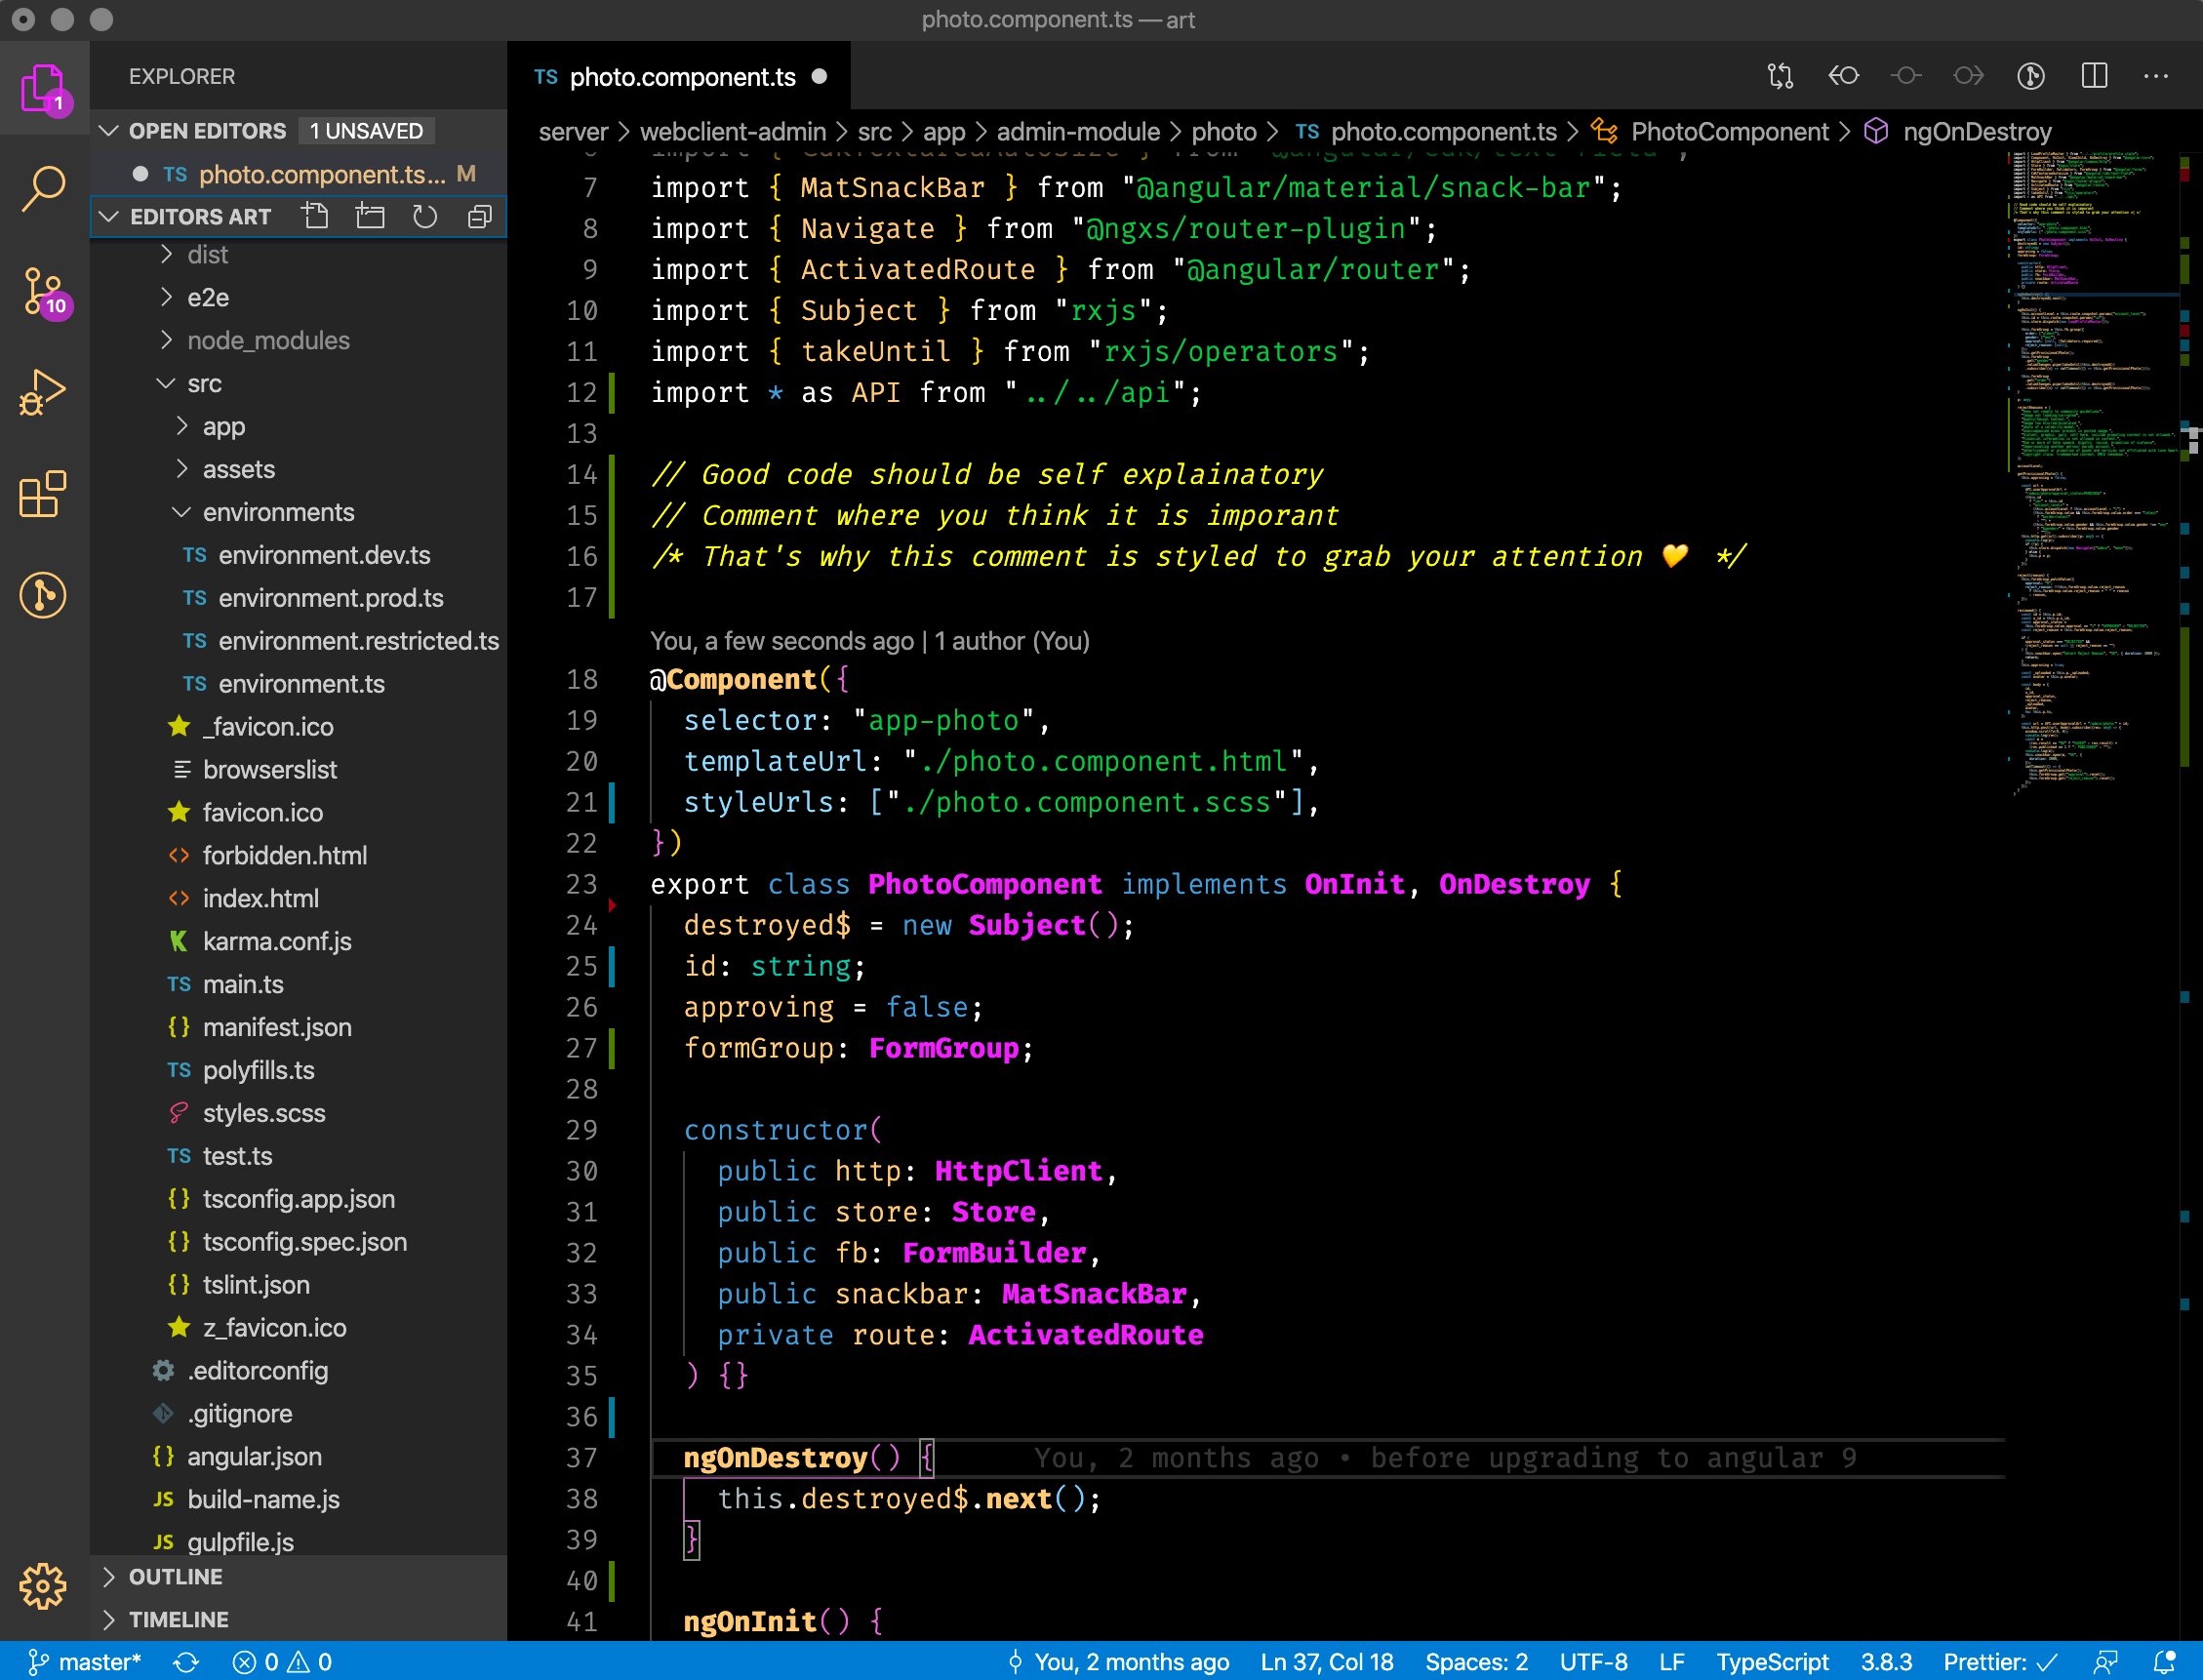 photo.component.ts — art
EXPLORER
1
OPEN EDITORS 1 UNSAVED
TS photo.component.ts... M
EDITORS ART
dist
e2e
10
node_modules
src
app
assets
environments
TS environment.dev.ts
TS environment.prod.ts
TS environment.restricted.ts
TS environment.ts
_favicon.ico
browserslist
favicon.ico
<> forbidden.html
<> index.html
karma.conf.js
TS main.ts
{} manifest.json
TS polyfills.ts
styles.scss
TS test.ts
{} tsconfig.app.json
{} tsconfig.spec.json
{} tslint.json
z_favicon.ico
.editorconfig
.gitignore
{} angular.json
JS build-name.js
JS gulpfile.js
OUTLINE
TIMELINE
TS photo.component.ts
server > webclient-admin > src > app > admin-module > photo > TS photo.component.ts > PhotoComponent > ngOnDestroy
7 import { MatSnackBar } from "@angular/material/snack-bar";
8 import { Navigate } from "@ngxs/router-plugin";
9 import { ActivatedRoute } from "@angular/router";
10 import { Subject } from "rxjs";
11 import { takeUntil } from "rxjs/operators";
12 import * as API from "../../api";
13
14 // Good code should be self explainatory
15 // Comment where you think it is imporant
16 /* That's why this comment is styled to grab your attention 💛 */
17
You, a few seconds ago | 1 author (You)
18 @Component({
19 selector: "app-photo",
20 templateUrl: "./photo.component.html",
21 styleUrls: ["./photo.component.scss"],
22 })
23 export class PhotoComponent implements OnInit, OnDestroy {
24 destroyed$ = new Subject();
25 id: string;
26 approving = false;
27 formGroup: FormGroup;
28
29 constructor(
30 public http: HttpClient,
31 public store: Store,
32 public fb: FormBuilder,
33 public snackbar: MatSnackBar,
34 private route: ActivatedRoute
35 ) {}
36
37 ngOnDestroy() { You, 2 months ago • before upgrading to angular 9
38 this.destroyed$.next();
39 }
40
41 ngOnInit() {
master* 0 0 You, 2 months ago Ln 37, Col 18 Spaces: 2 UTF-8 LF TypeScript 3.8.3 Prettier: ✓